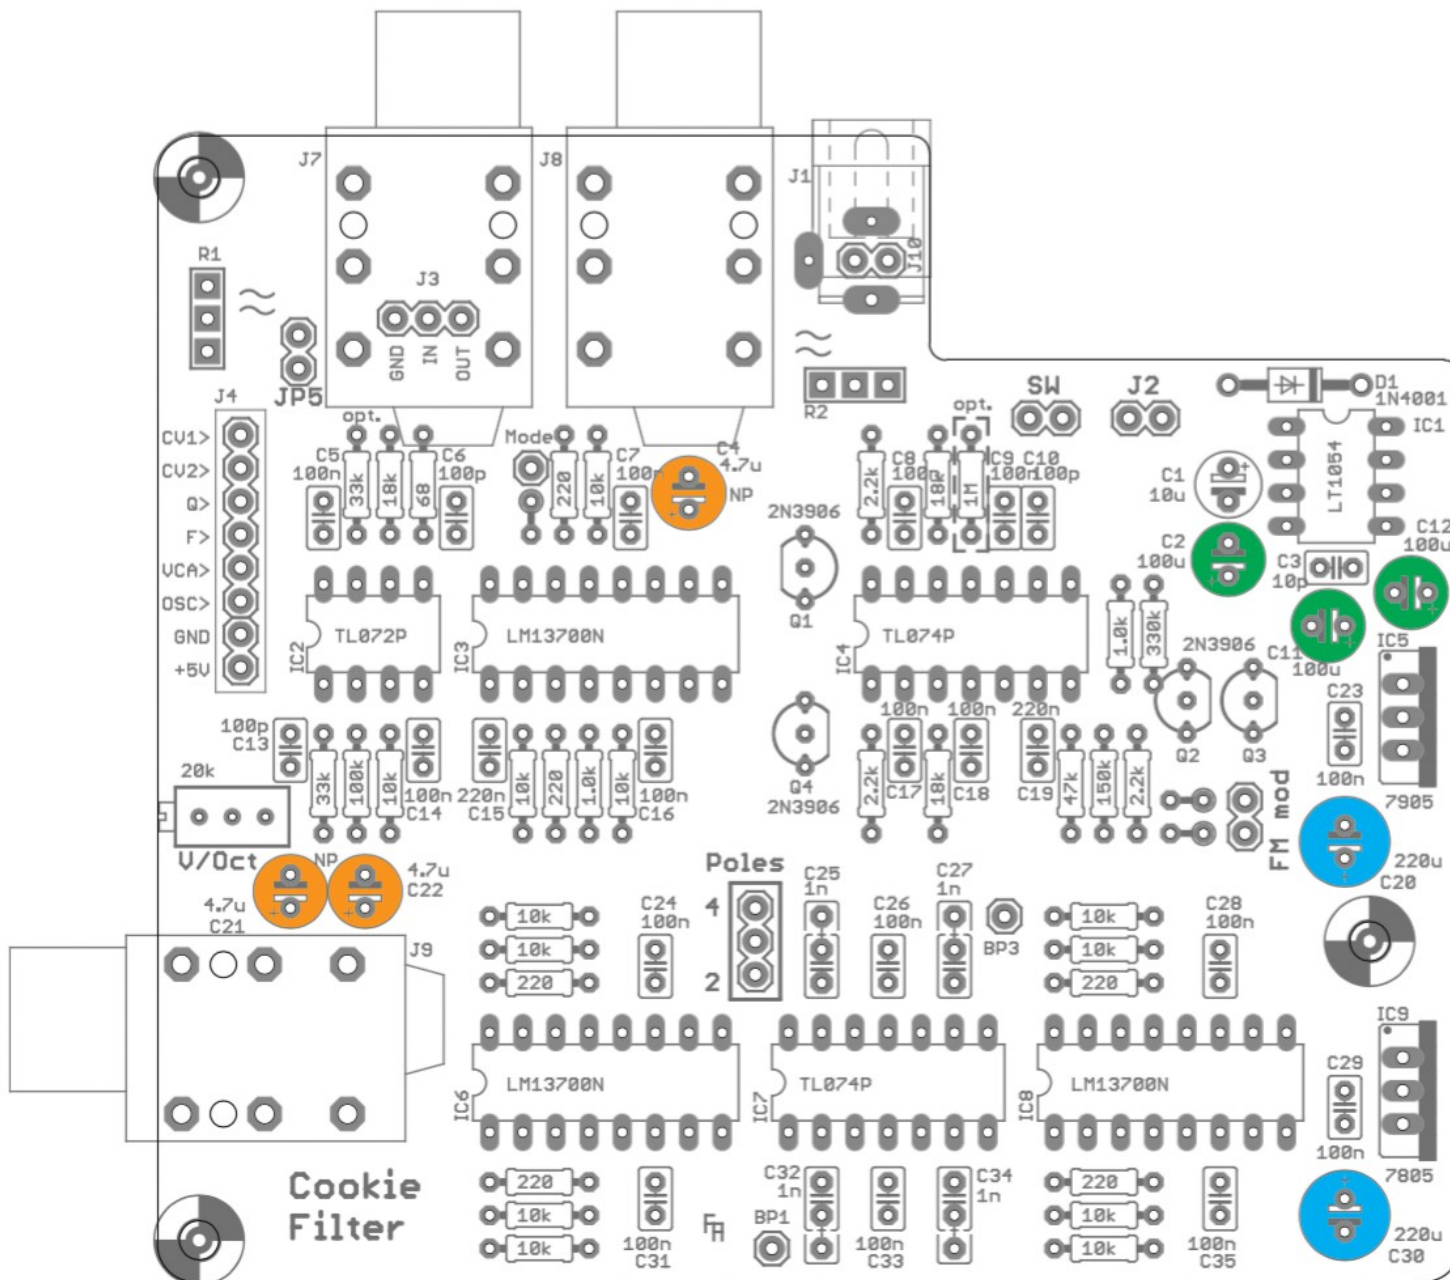 J7
J8
J1
J10
R1
J3
GND
IN
OUT
JP5
J4
R2
SW
J2
D1
1N4001
IC1
LT1054
opt.
Mode
opt.
CV1>
CV2>
Q>
F>
VCA>
OSC>
GND
+5V
C5
100n
33k
18k
68
C6
100p
220
10k
C7
100n
C4
4.7u
NP
2N3906
Q1
2.2k
C8
100n
18k
1M
C9
100n
C10
100p
C1
10u
C2
100u
C3
10p
C12
100u
C11
100u
IC5
IC2
TL072P
IC3
LM13700N
IC4
TL074P
1.0k
330k
2N3906
Q2
Q3
C23
100n
7905
100p
C13
33k
100k
10k
100n
C14
220n
C15
10k
220
1.0k
10k
100n
C16
Q4
2N3906
2.2k
100n
C17
18k
100n
C18
220n
C19
47k
150k
2.2k
FM mod
20k
V/Oct
NP
4.7u
C21
4.7u
C22
220u
C20
Poles
4
2
C24
100n
10k
10k
220
C25
1n
C26
100n
C27
1n
BP3
10k
10k
220
C28
100n
J9
IC6
LM13700N
IC7
TL074P
IC8
LM13700N
IC9
C29
100n
7805
Cookie
Filter
220
10k
10k
100n
C31
FA
BP1
C32
1n
100n
C33
C34
1n
220
10k
10k
100n
C35
220u
C30